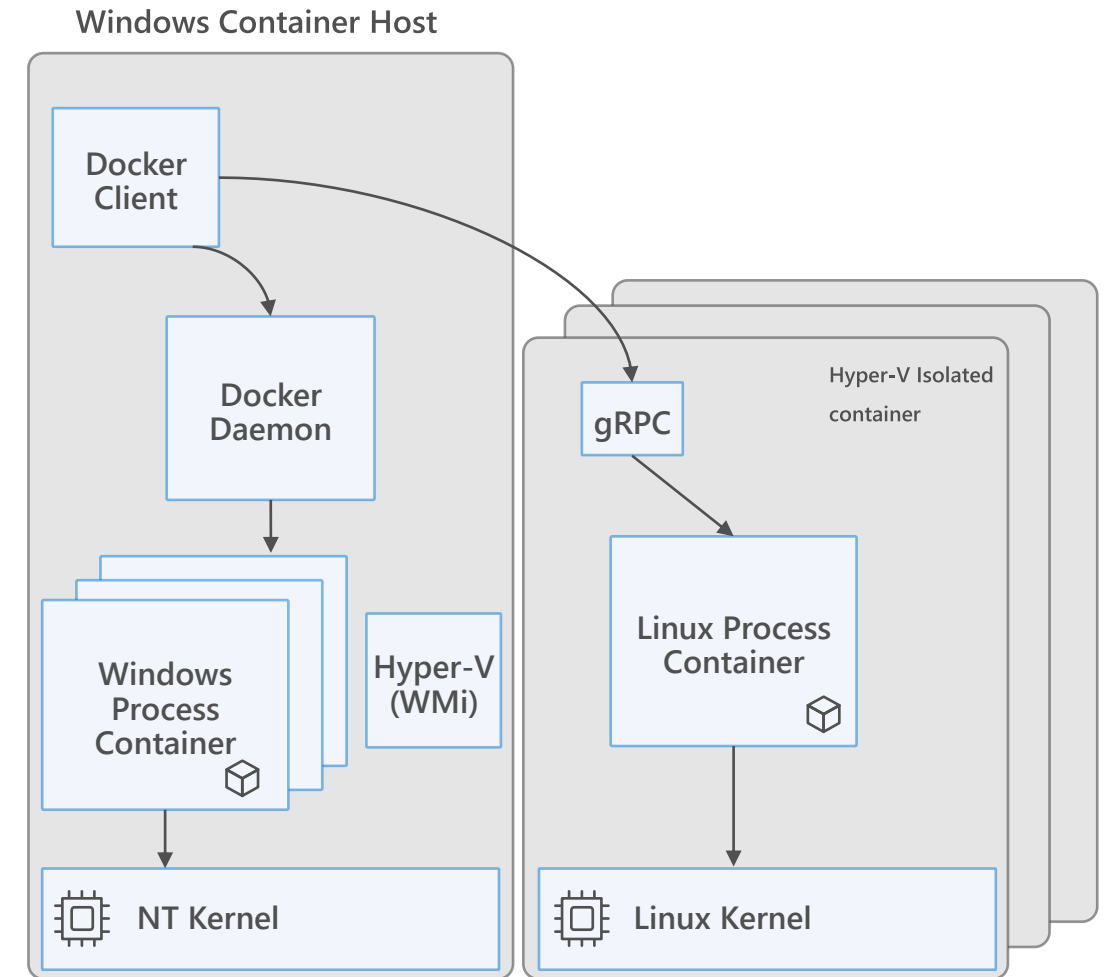 Windows Container Host
Docker
Client
Docker
Daemon
Windows
Process
Container
Hyper-V
(WMi)
NT Kernel
Hyper-V Isolated
container
gRPC
Linux Process
Container
Linux Kernel